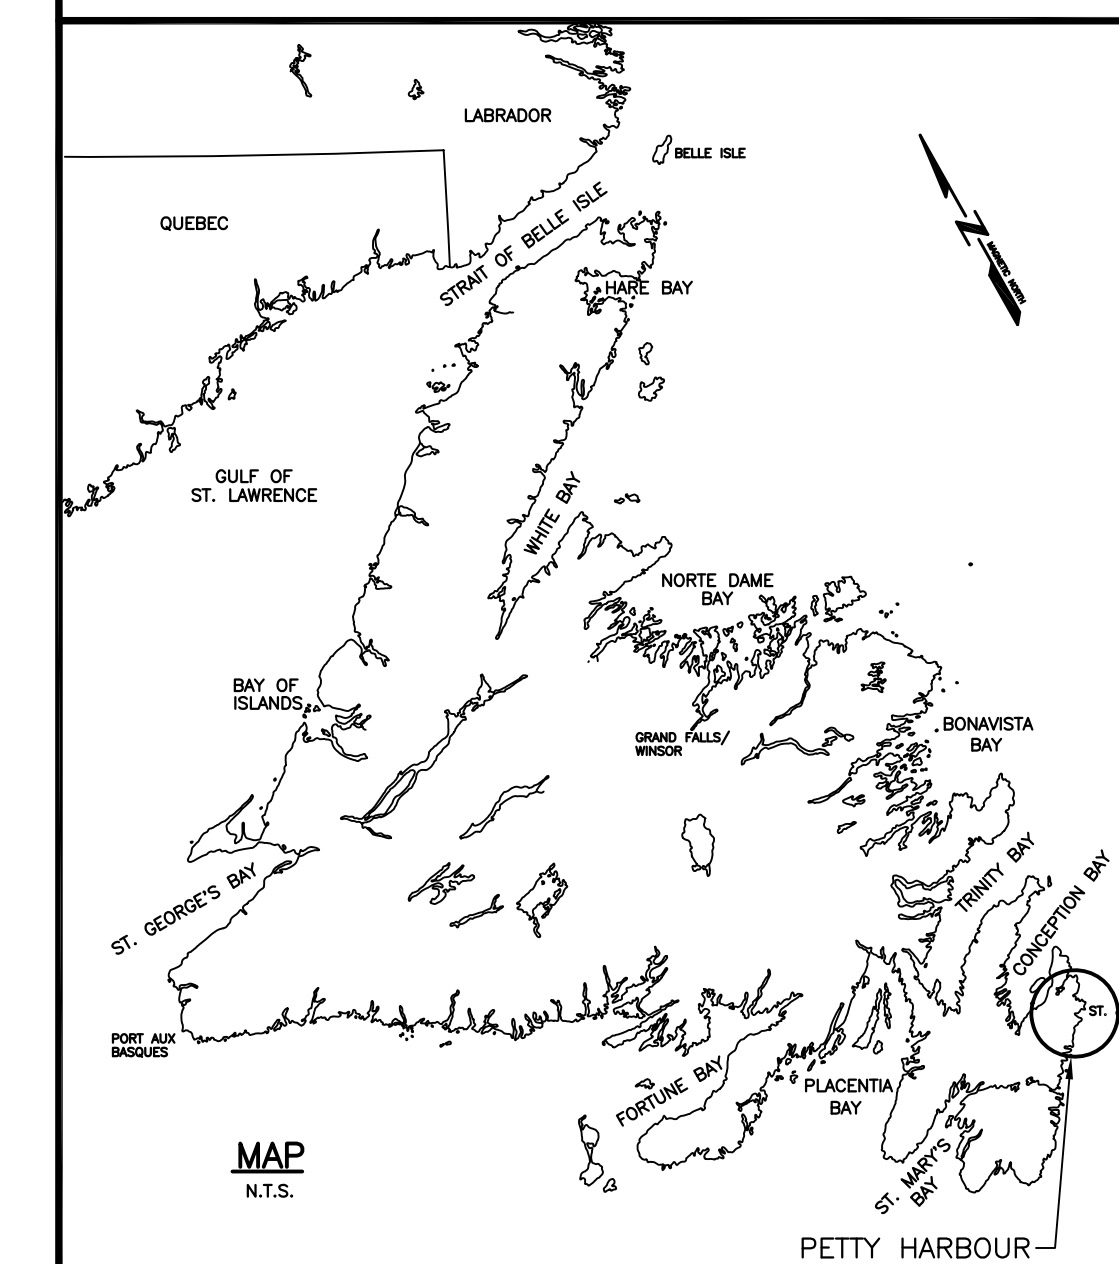 LABRADOR
BELLE ISLE
QUEBEC
STRAIT OF BELLE ISLE
MAGNETIC NORTH
HARE BAY
GULF OF
ST. LAWRENCE
WHITE BAY
NORTE DAME
BAY
BAY OF
ISLANDS
GRAND FALLS/
WINSOR
BONAVISTA
BAY
TRINITY BAY
CONCEPTION BAY
ST. GEORGE'S BAY
ST.
PORT AUX
BASQUES
FORTUNE BAY
PLACENTIA
BAY
ST. MARY'S
BAY
MAP
N.T.S.
PETTY HARBOUR